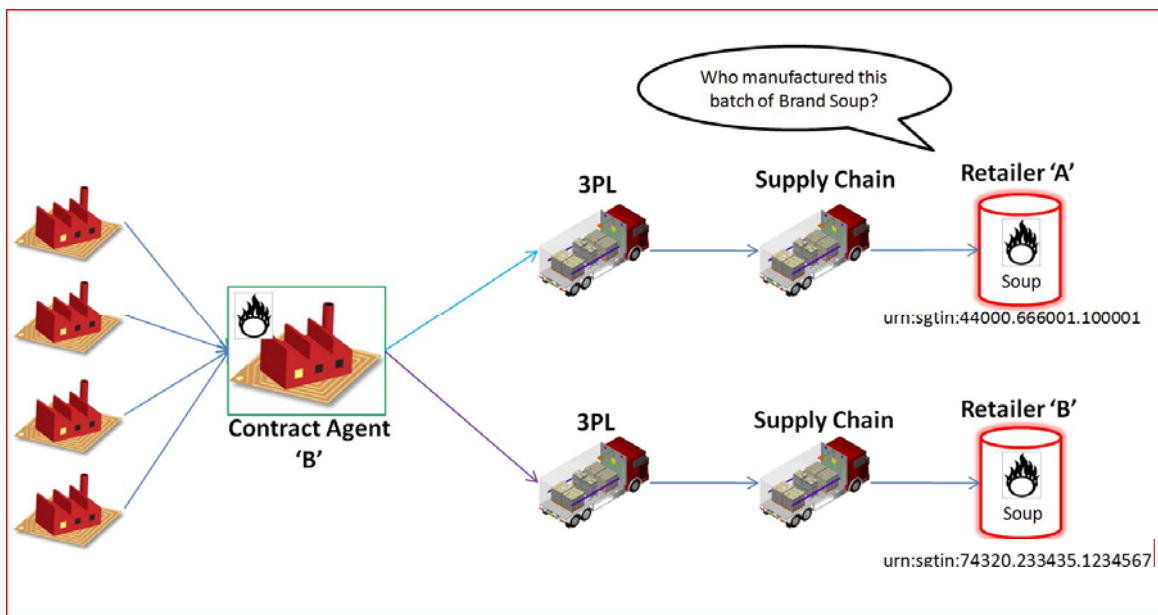 Who manufactured this
batch of Brand Soup?
3PL
Supply Chain
Retailer ‘A’
Soup
urn:sgtin:44000.666001.100001
Contract Agent
‘B’
3PL
Supply Chain
Retailer ‘B’
Soup
urn:sgtin:74320.233435.1234567